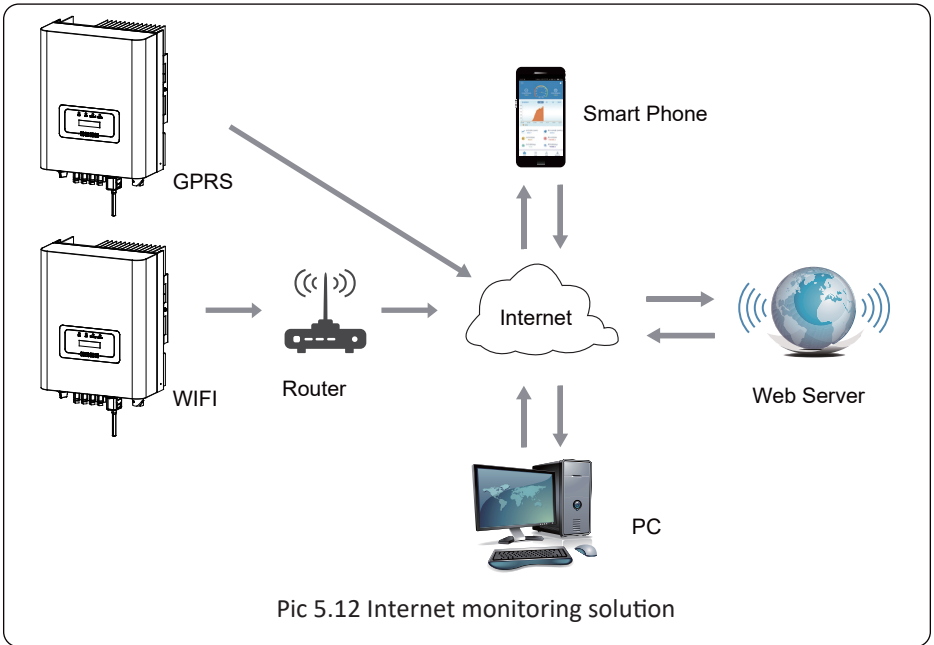 Smart Phone
GPRS
Internet
WIFI
Router
Web Server
PC
Pic 5.12 Internet monitoring solution